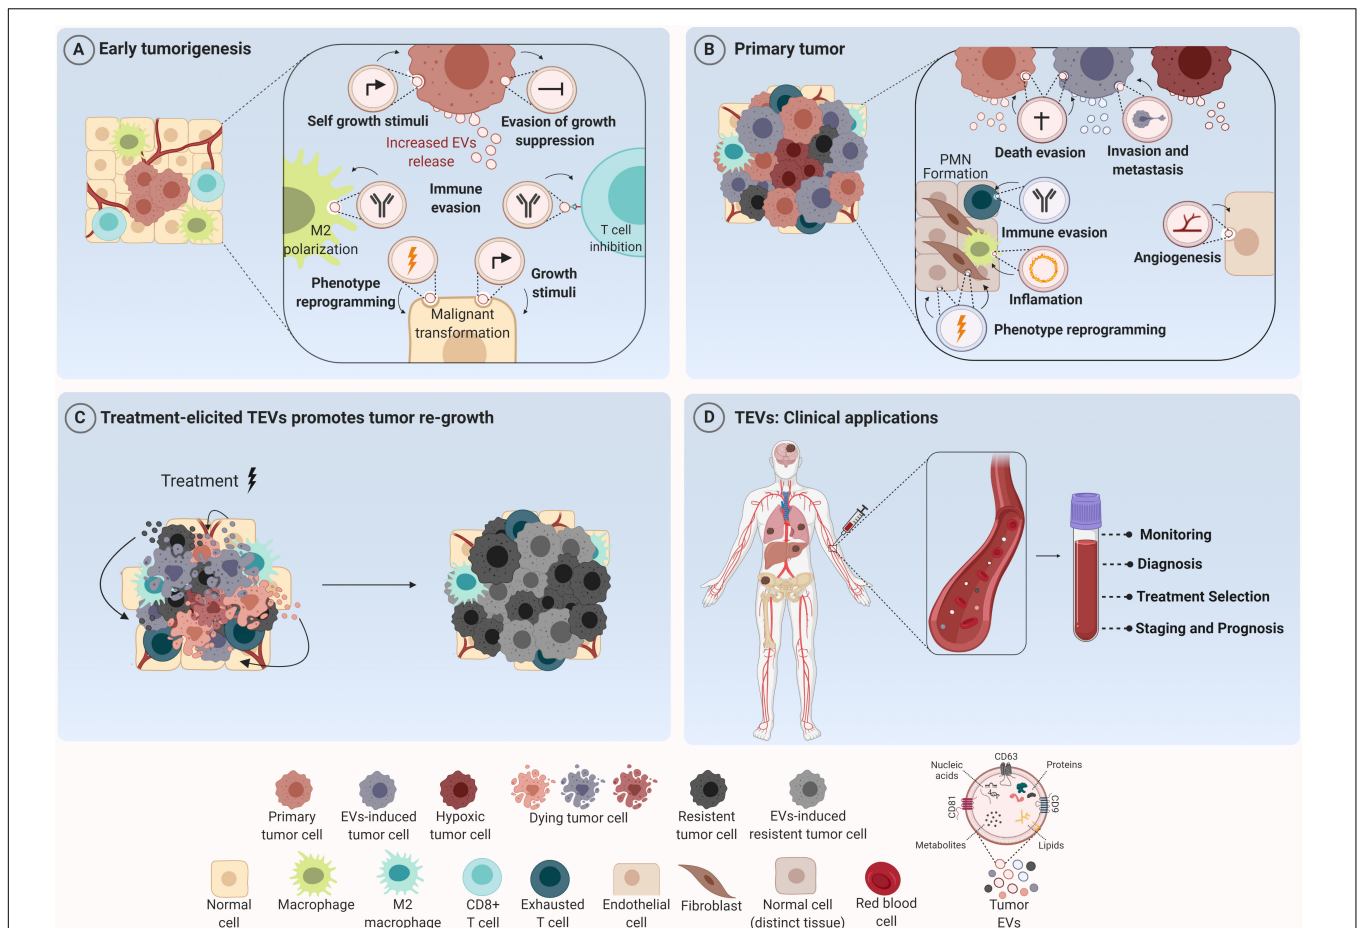 A Early tumorigenesis
Self growth stimuli
Evasion of growth
suppression
Increased EVs
release
Immune
evasion
M2
polarization
T cell
inhibition
Phenotype
reprogramming
Growth
stimuli
Malignant
transformation
B Primary tumor
Death evasion
Invasion and
metastasis
PMN
Formation
Immune evasion
Angiogenesis
Inflamation
Phenotype reprogramming
C Treatment-elicited TEVs promotes tumor re-growth
Treatment
D TEVs: Clinical applications
Monitoring
Diagnosis
Treatment Selection
Staging and Prognosis
Primary
tumor cell
EVs-induced
tumor cell
Hypoxic
tumor cell
Dying tumor cell
Resistent
tumor cell
EVs-induced
resistent tumor cell
CD63
Nucleic
acids
Proteins
CD81
CD9
Metabolites
Lipids
Normal
cell
Macrophage
M2
macrophage
CD8+
T cell
Exhausted
T cell
Endothelial
cell
Fibroblast
Normal cell
(distinct tissue)
Red blood
cell
Tumor
EVs